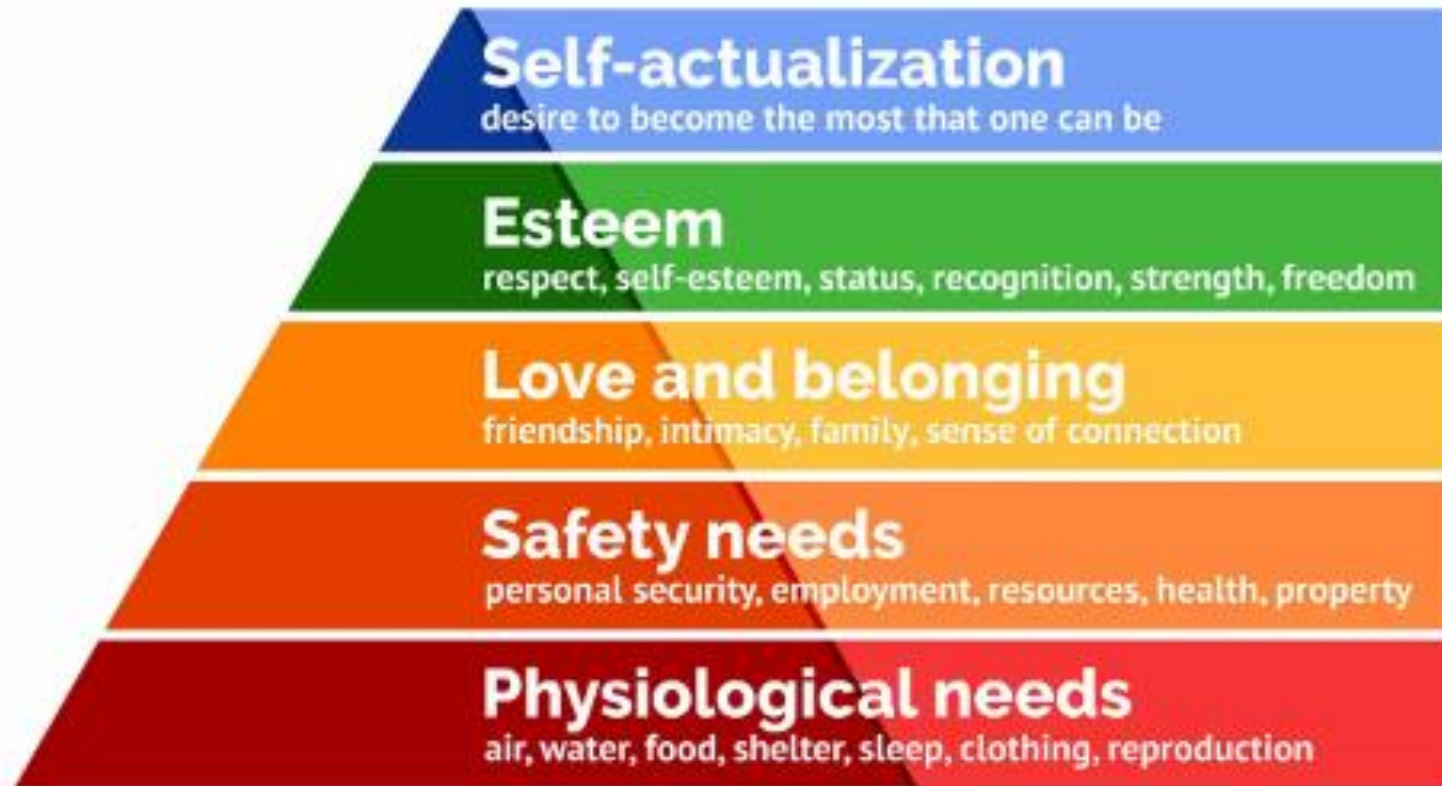 Self-actualization
desire to become the most that one can be
Esteem
respect, self-esteem, status, recognition, strength, freedom
Love and belonging
friendship, intimacy, family, sense of connection
Safety needs
personal security, employment, resources, health, property
Physiological needs
air, water, food, shelter, sleep, clothing, reproduction